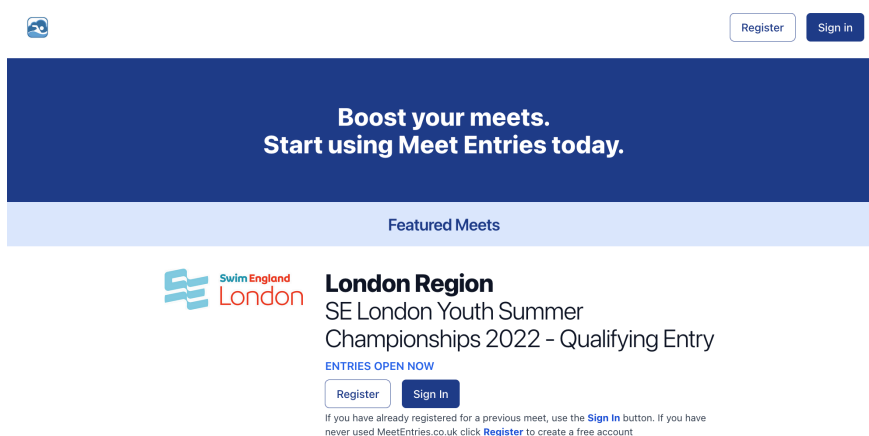 Register
Sign in
Boost your meets.
Start using Meet Entries today.
Featured Meets
Swim England
London
London Region
SE London Youth Summer
Championships 2022 - Qualifying Entry
ENTRIES OPEN NOW
Register
Sign In
If you have already registered for a previous meet, use the Sign In button. If you have
never used MeetEntries.co.uk click Register to create a free account